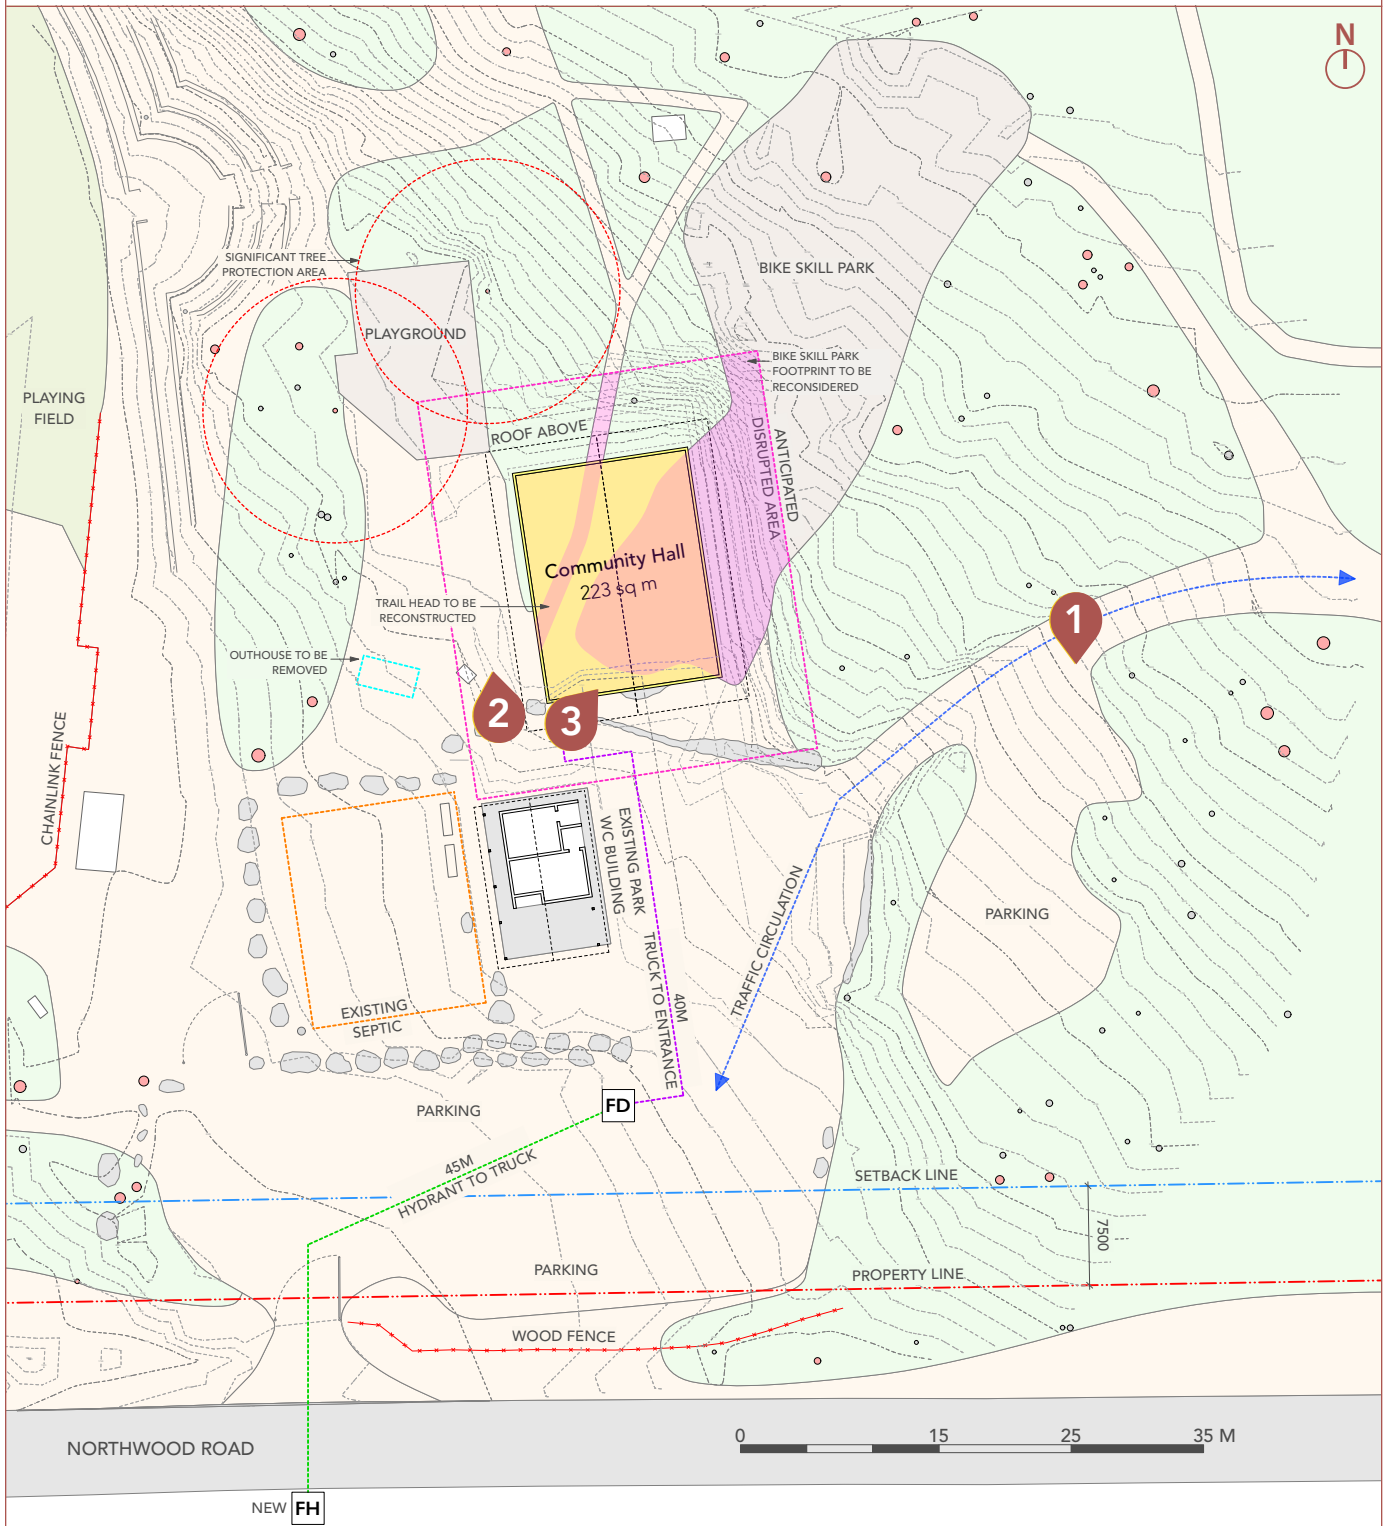 N
SIGNIFICANT TREE
PROTECTION AREA
BIKE SKILL PARK
PLAYGROUND
BIKE SKILL PARK
FOOTPRINT TO BE
RECONSIDERED
PLAYING
FIELD
ROOF ABOVE
ANTICIPATED
DISRUPTED AREA
Community Hall
223 sq m
TRAIL HEAD TO BE
RECONSTRUCTED
1
OUTHOUSE TO BE
REMOVED
2
3
CHAINLINK FENCE
EXISTING PARK
WC BUILDING
TRAFFIC CIRCULATION
PARKING
TRUCK TO ENTRANCE
40M
EXISTING
SEPTIC
PARKING
FD
45M
HYDRANT TO TRUCK
SETBACK LINE
7500
PARKING
PROPERTY LINE
WOOD FENCE
NORTHWOOD ROAD
0
15
25
35 M
NEW
FH